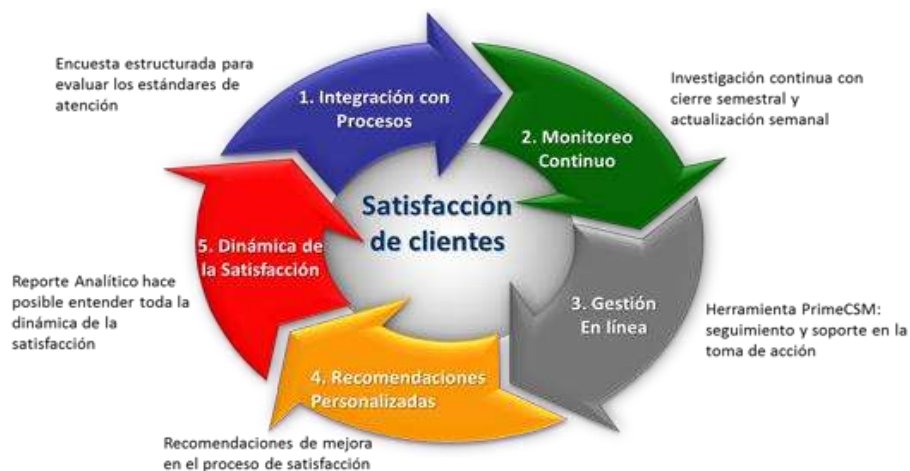 Encuesta estructurada para
evaluar los estándares de
atención
1. Integración con
Procesos
Investigación continua con
cierre semestral y
actualización semanal
2. Monitoreo
Continuo
Satisfacción
de clientes
5. Dinámica de
la Satisfacción
Reporte Analítico hace
posible entender toda la
dinámica de la
satisfacción
3. Gestión
En línea
Herramienta PrimeCSM:
seguimiento y soporte en la
toma de acción
4. Recomendaciones
Personalizadas
Recomendaciones de mejora
en el proceso de satisfacción